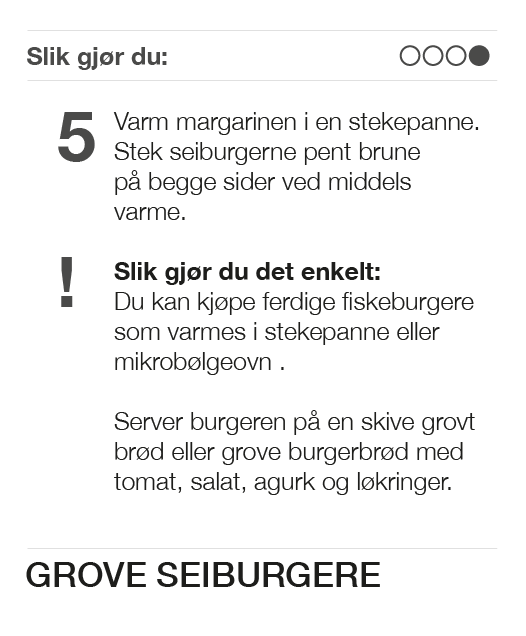 Slik gjør du:
5 Varm margarinen i en stekepanne.
Stek seiburgerne pent brune
på begge sider ved middels
varme.
! Slik gjør du det enkelt:
Du kan kjøpe ferdige fiskeburgere
som varmes i stekepanne eller
mikrobølgeovn .
Server burgeren på en skive grovt
brød eller grove burgerbrød med
tomat, salat, agurk og løkringer.
GROVE SEIBURGERE